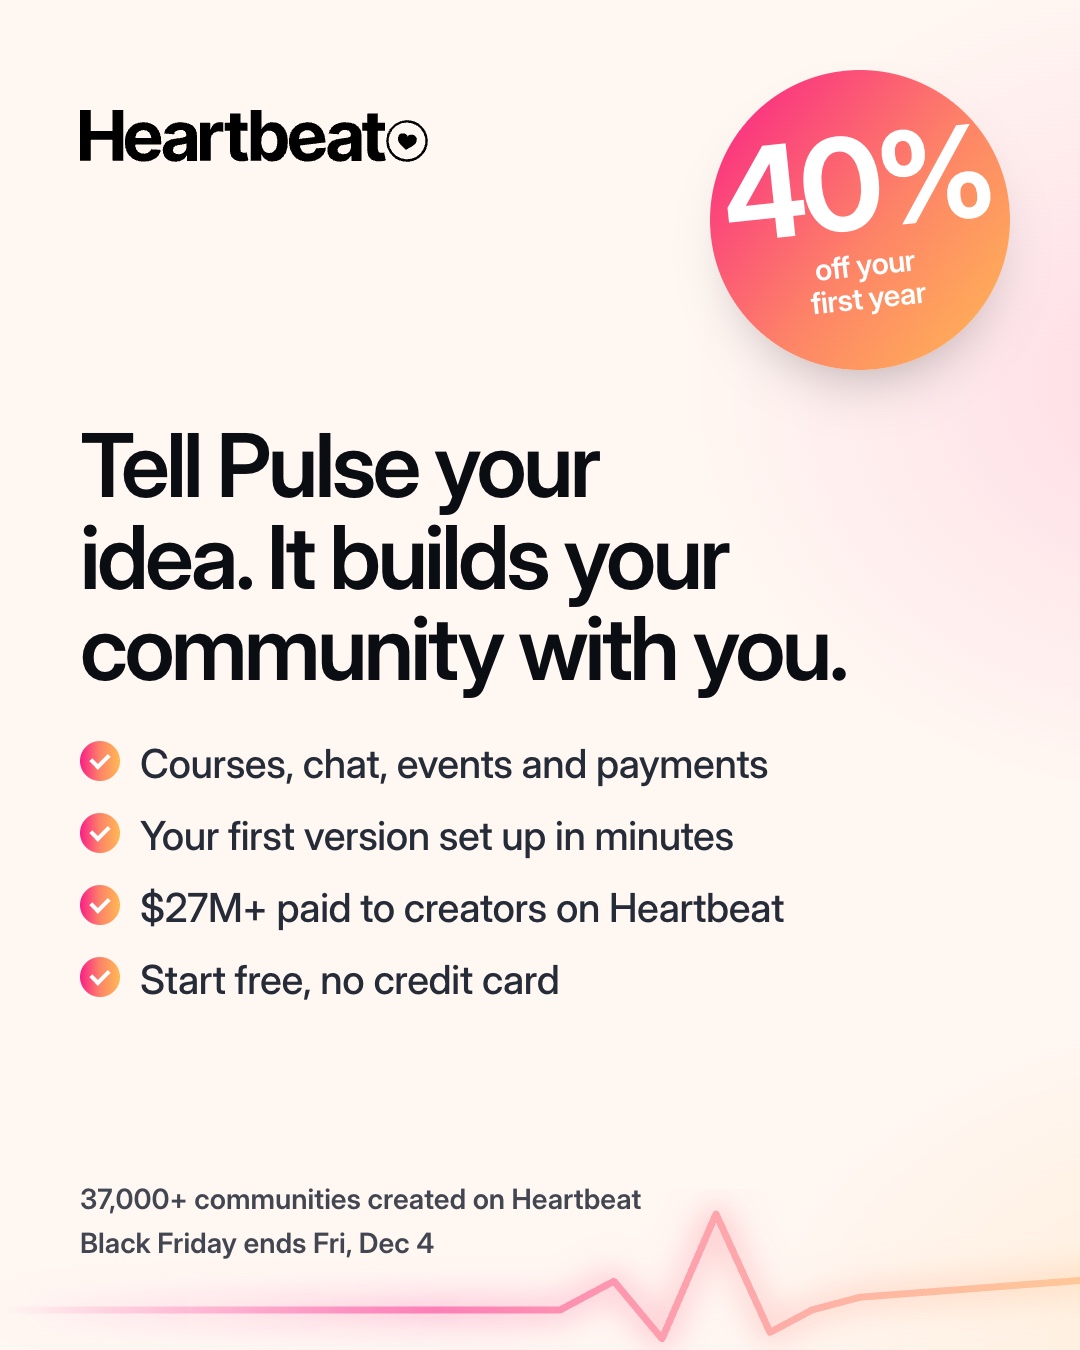 Heartbeat
40%
off your
first year
Tell Pulse your
idea. It builds your
community with you.
Courses, chat, events and payments
Your first version set up in minutes
$27M+ paid to creators on Heartbeat
Start free, no credit card
37,000+ communities created on Heartbeat
Black Friday ends Fri, Dec 4